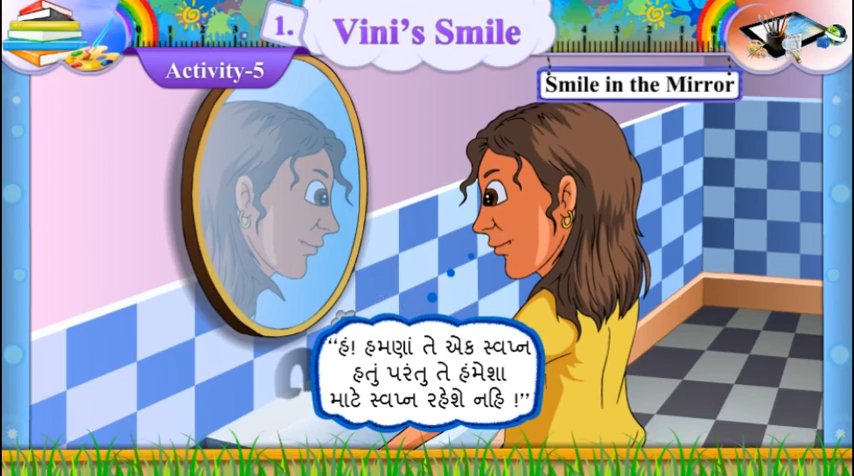 1.
Vini's Smile
Activity-5
Smile in the Mirror
“હં! હમણાં તે એક સ્વપ્ન
હતું પરંતુ તે હંમેશા
માટે સ્વપ્ન રહેશે નહિ !”